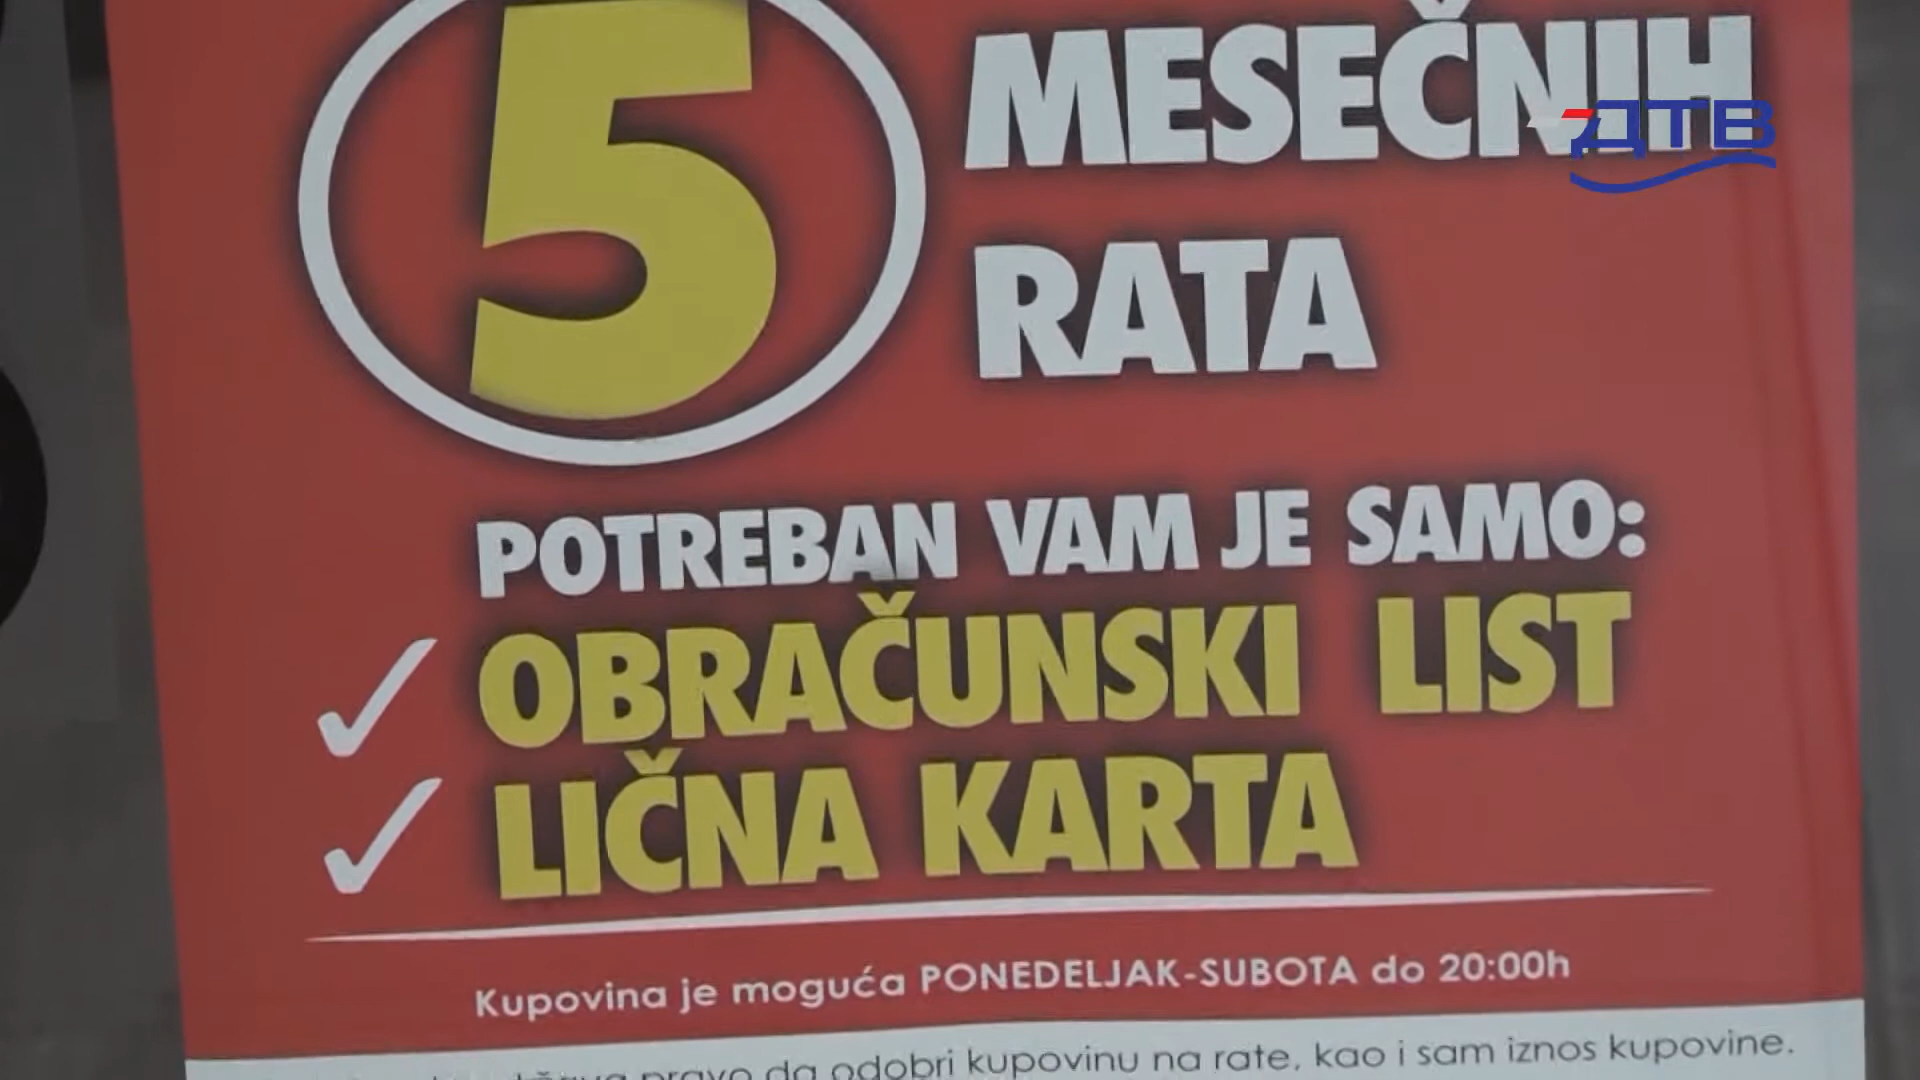 5 MESEČNIH
RATA
ДТВ
POTREBAN VAM JE SAMO:
OBRAČUNSKI LIST
LIČNA KARTA
Kupovina je moguća PONEDELJAK-SUBOTA do 20:00h
pravo da odobri kupovinu na rate, kao i sam iznos kupovine.